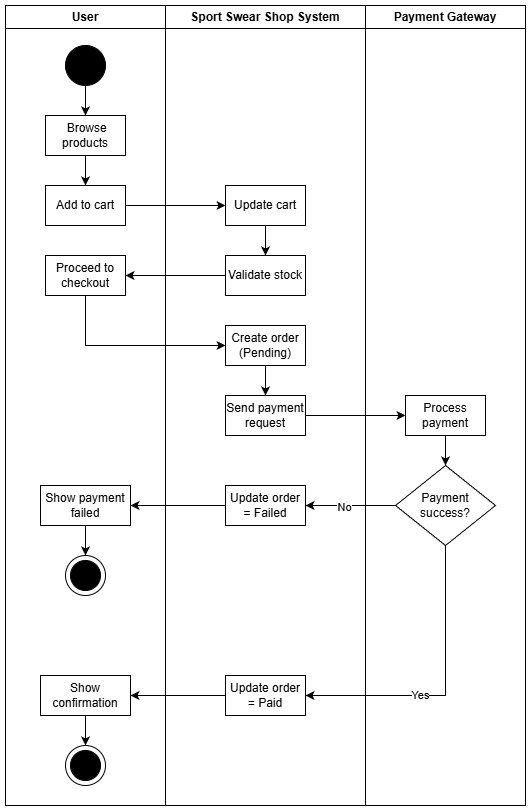 User
Sport Swear Shop System
Payment Gateway
Browse
products
Add to cart
Update cart
Proceed to
checkout
Validate stock
Create order
(Pending)
Send payment
request
Process
payment
Show payment
failed
Update order
= Failed
No
Payment
success?
Show
confirmation
Update order
= Paid
Yes